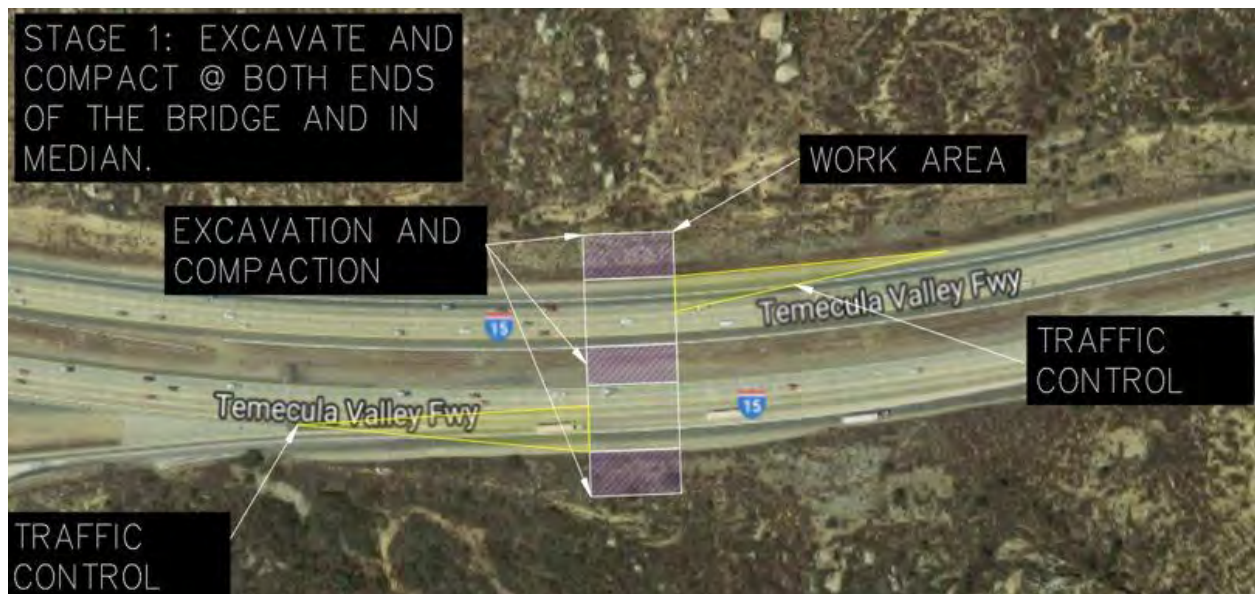 STAGE 1: EXCAVATE AND
COMPACT @ BOTH ENDS
OF THE BRIDGE AND IN
MEDIAN.
WORK AREA
EXCAVATION AND
COMPACTION
Temecula Valley Fwy
15
TRAFFIC
CONTROL
Temecula Valley Fwy
15
TRAFFIC
CONTROL